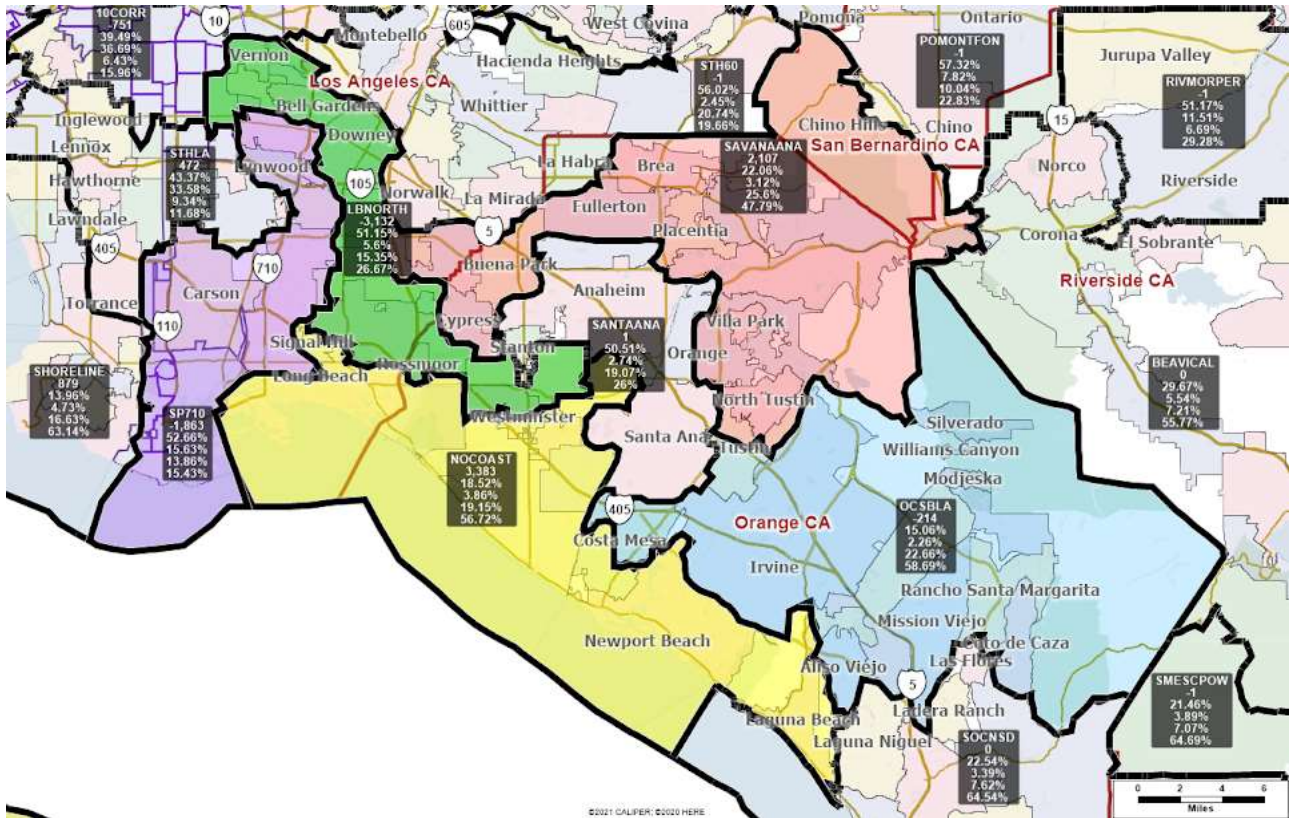 10CORR
-751
39.49%
36.69%
6.43%
15.96%
10
Vernon
Montebello
605
West Covina
Pomona
Ontario
Hacienda Heights
POMONTFON
-1
57.32%
7.82%
10.04%
22.83%
Jurupa Valley
Los Angeles CA
STH60
-1
56.02%
2.45%
20.74%
19.66%
RIVMORPER
-1
51.17%
11.51%
6.69%
29.28%
Bell Gardens
Whittier
Inglewood
Downey
Chino Hills
Chino
15
Lennox
STHLA
472
43.37%
33.58%
9.34%
11.68%
Lynwood
La Habra
Brea
SAVANAANA
2,107
22.06%
3.12%
25.6%
47.79%
San Bernardino CA
Norco
Riverside
Hawthorne
105
Norwalk
La Mirada
Lawndale
LBNORTH
-3,132
51.15%
5.6%
15.35%
26.67%
Fullerton
5
Placentia
Corona
El Sobrante
405
710
Buena Park
Riverside CA
Carson
Anaheim
Torrance
110
Cypress
Villa Park
SANTAANA
1
50.51%
2.74%
19.07%
26%
Signal Hill
Stanton
Orange
Rossmoor
SHORELINE
879
13.96%
4.73%
16.63%
63.14%
Long Beach
BEAVICAL
0
29.67%
5.54%
7.21%
55.77%
SP710
-1,863
52.66%
15.63%
13.86%
15.43%
Westminster
North Tustin
Santa Ana
Silverado
Tustin
Williams Canyon
NOCOAST
3,383
18.52%
3.86%
19.15%
56.72%
Modjeska
405
Orange CA
OCSBLA
-214
15.06%
2.26%
22.66%
58.69%
Costa Mesa
Irvine
Rancho Santa Margarita
Mission Viejo
Newport Beach
Coto de Caza
Aliso Viejo
Las Flores
5
SMESCPOW
-1
21.46%
3.89%
7.07%
64.69%
Ladera Ranch
Laguna Beach
Laguna Niguel
SOCNSD
0
22.54%
3.39%
7.62%
64.54%
0 2 4 6
Miles
©2021 CALIPER; ©2020 HERE